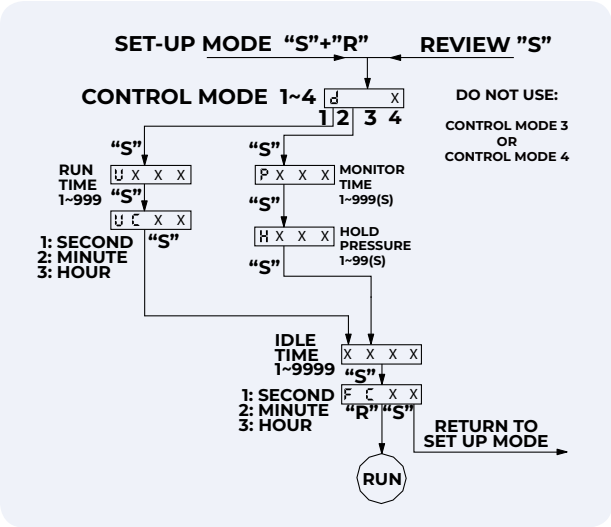 SET-UP MODE “S”+”R”
REVIEW ”S”
CONTROL MODE 1~4
d X
1 2 3 4
DO NOT USE:
CONTROL MODE 3
OR
CONTROL MODE 4
“S”
“S”
RUN
TIME
1~999
U X X X
P X X X
MONITOR
TIME
1~999(S)
“S”
“S”
U C X X
H X X X
HOLD
PRESSURE
1~99(S)
1: SECOND
2: MINUTE
3: HOUR
“S”
“S”
IDLE
TIME
1~9999
X X X X
“S”
1: SECOND
2: MINUTE
3: HOUR
F C X X
“R” “S”
RETURN TO
SET UP MODE
RUN